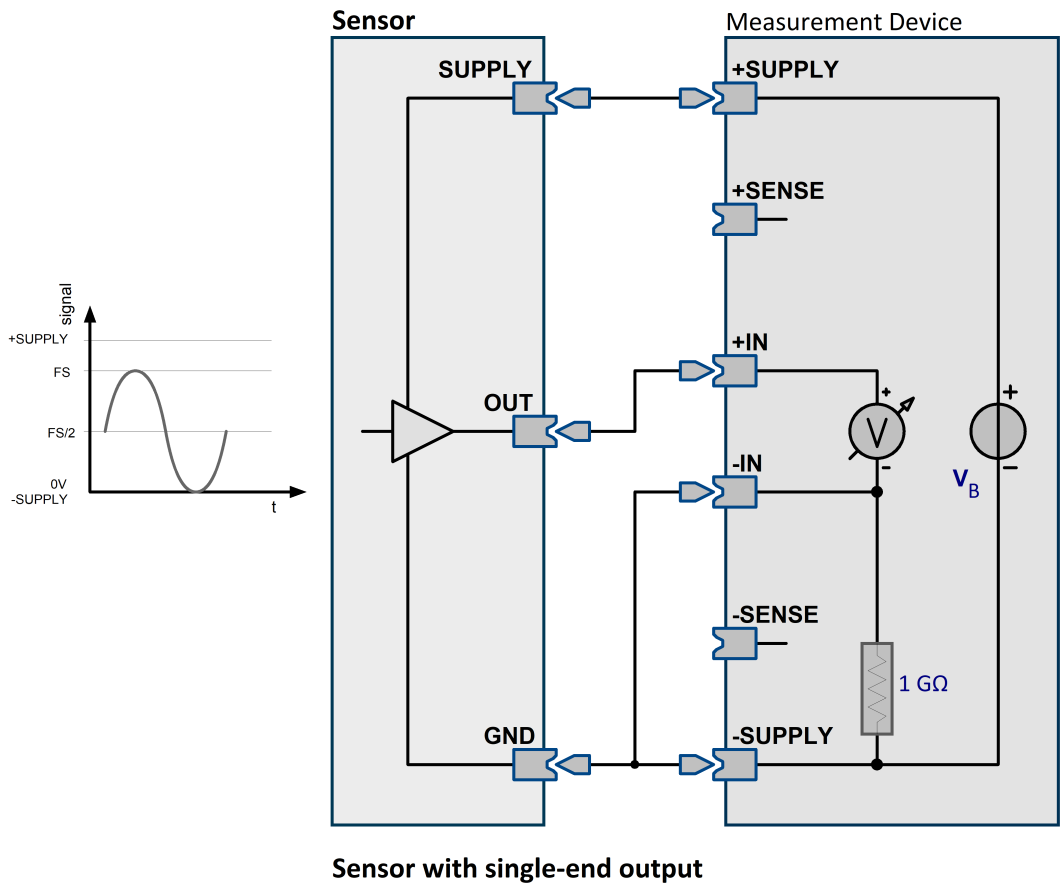 Sensor
Measurement Device
SUPPLY
+SUPPLY
+SENSE
signal
+SUPPLY
FS
FS/2
0V
-SUPPLY
t
OUT
+IN
-IN
+
V
-
+
-
V_B
-SENSE
1 GΩ
GND
-SUPPLY
Sensor with single-end output